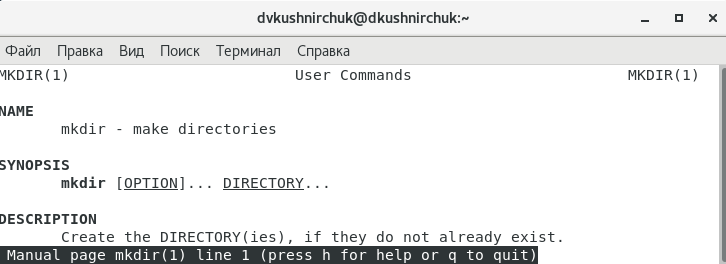 dvkushnirchuk@dkushnirchuk:~
Файл Правка Вид Поиск Терминал Справка
MKDIR(1) User Commands MKDIR(1)
NAME
mkdir - make directories
SYNOPSIS
mkdir [OPTION]... DIRECTORY...
DESCRIPTION
Create the DIRECTORY(ies), if they do not already exist.
Manual page mkdir(1) line 1 (press h for help or q to quit)